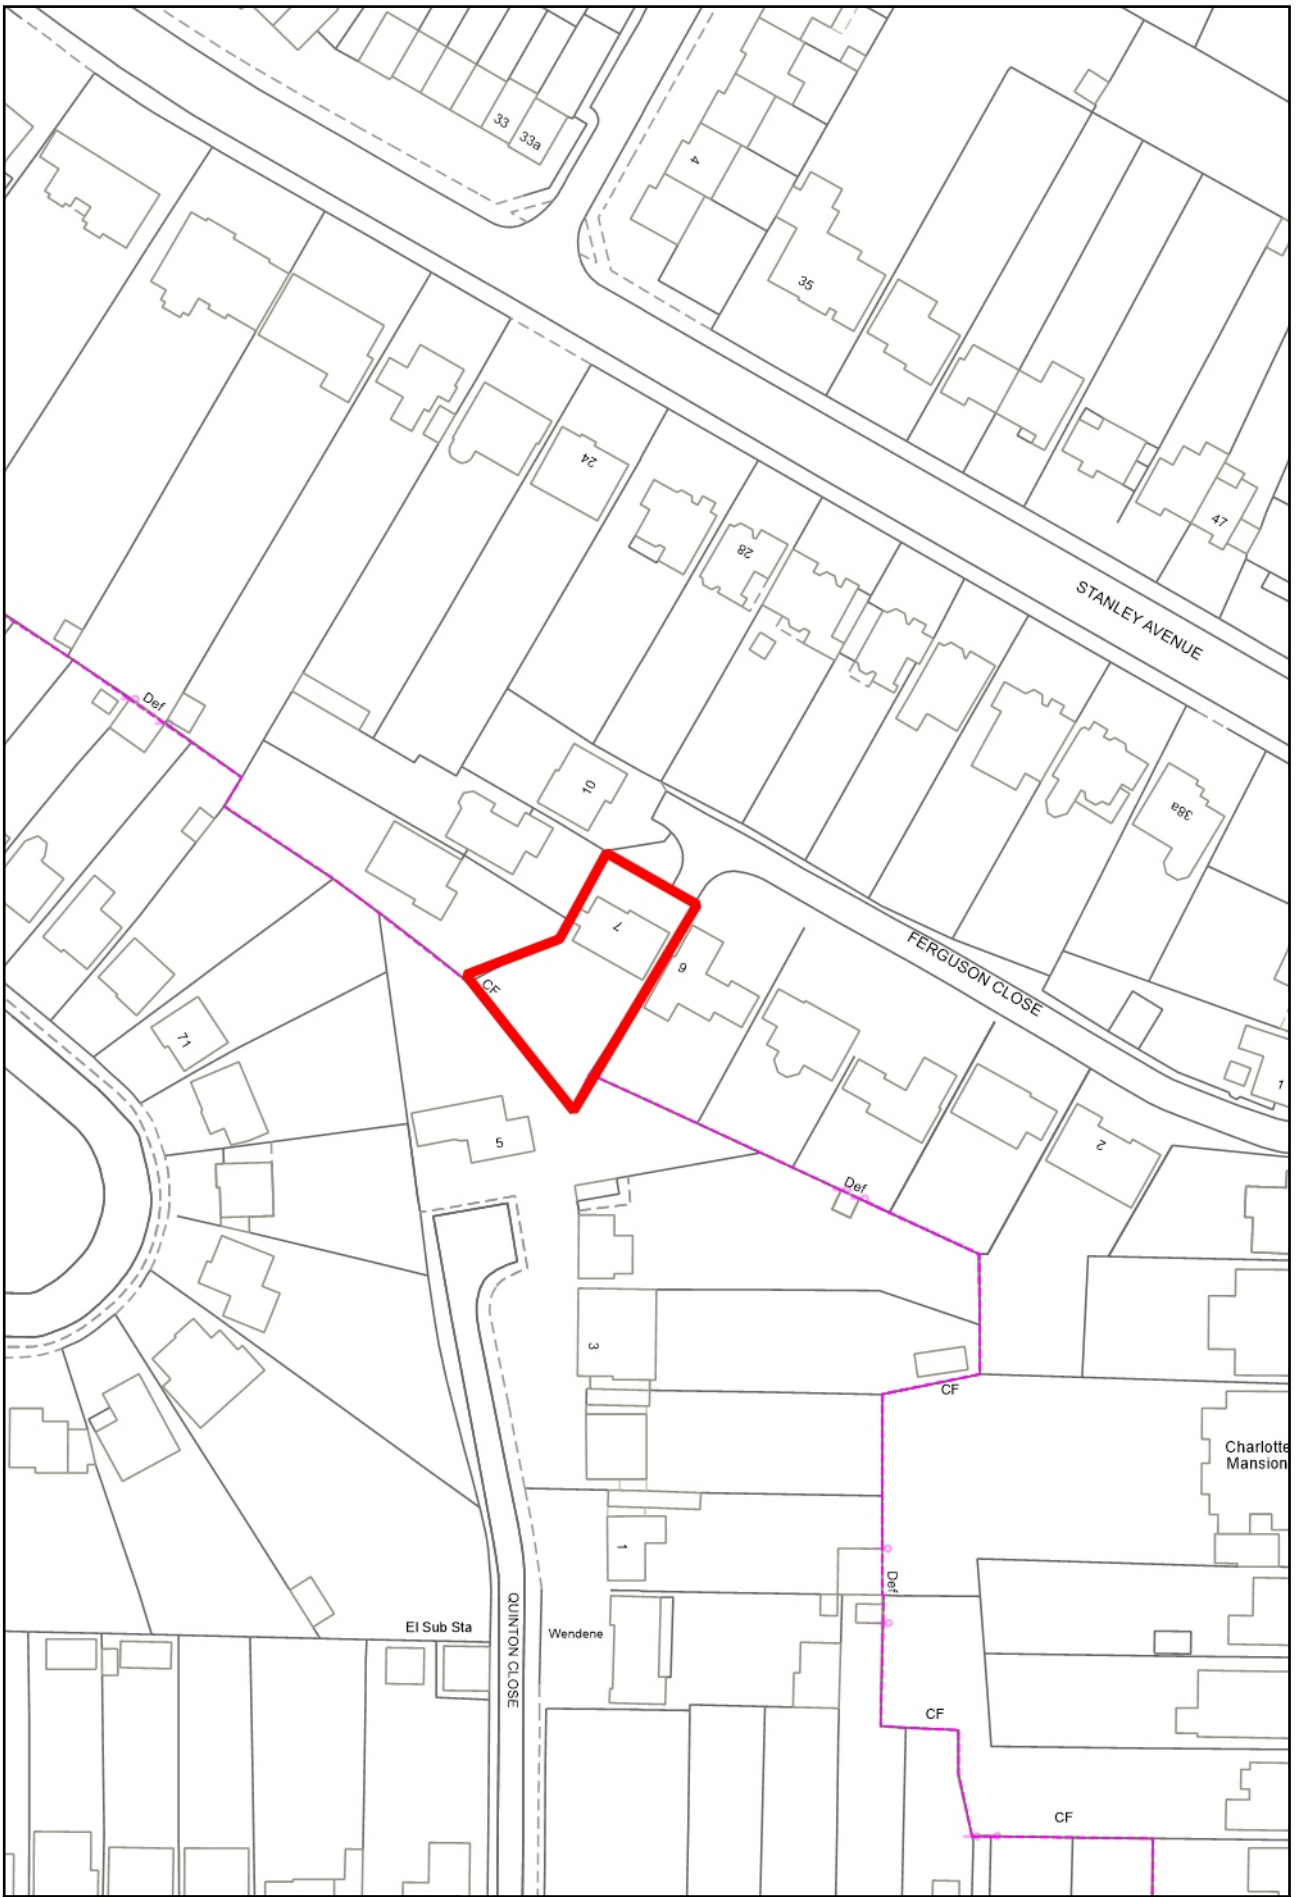 33
33a
4
35
24
47
28
STANLEY AVENUE
Def
10
38a
7
FERGUSON CLOSE
6
CF
71
1
5
2
Def
3
CF
Charlotte
Mansion
1
Def
QUINTON CLOSE
El Sub Sta
Wendene
CF
CF